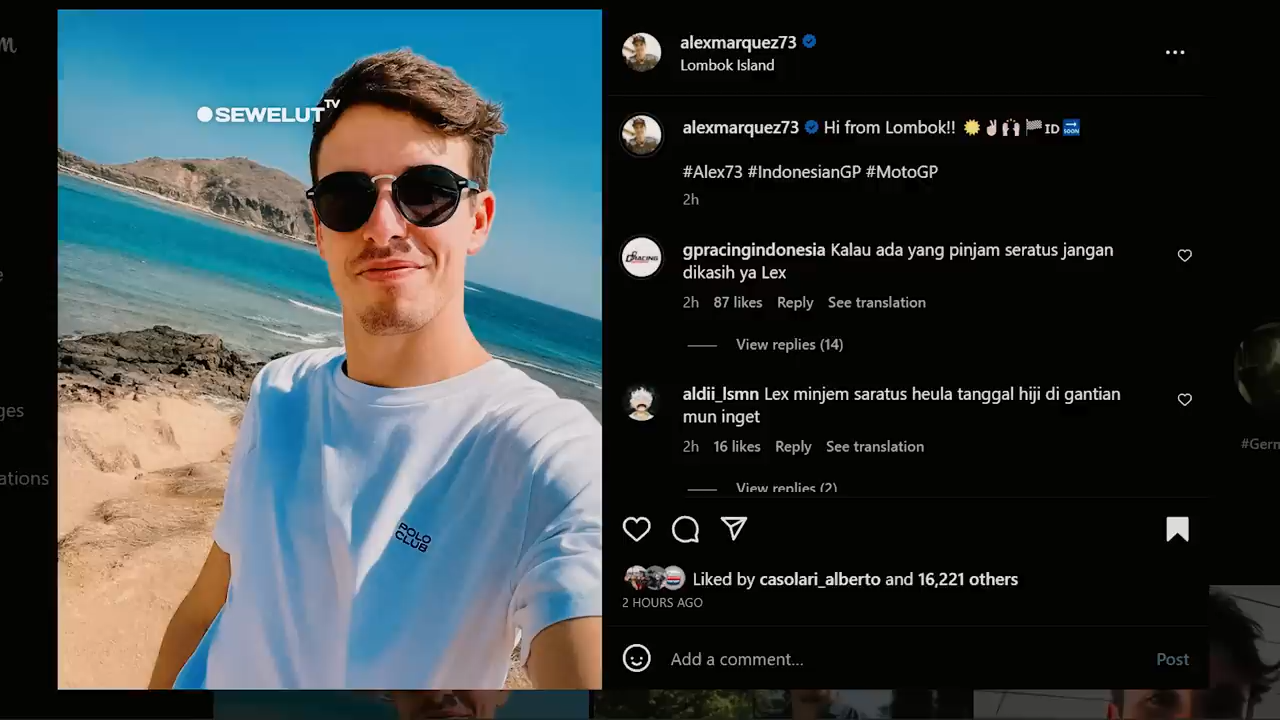 m
SEWELUT TV
alexmarquez73
Lombok Island
alexmarquez73 Hi from Lombok!! ☀️✌🏻🙌🏻🏁🇮🇩🔜
#Alex73 #IndonesianGP #MotoGP
2h
gpracingindonesia Kalau ada yang pinjam seratus jangan
dikasih ya Lex
2h 87 likes Reply See translation
View replies (14)
aldii_lsmn Lex minjem saratus heula tanggal hiji di gantian
mun inget
2h 16 likes Reply See translation
View replies (2)
POLO
CLUB
e
ges
ations
#Germ
Liked by casolari_alberto and 16,221 others
2 HOURS AGO
Add a comment...
Post